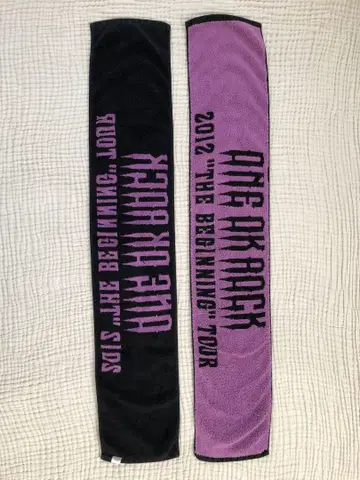 ONE OK ROCK
2012 "THE BEGINNING" TOUR
ONE OK ROCK
2012 "THE BEGINNING" TOUR